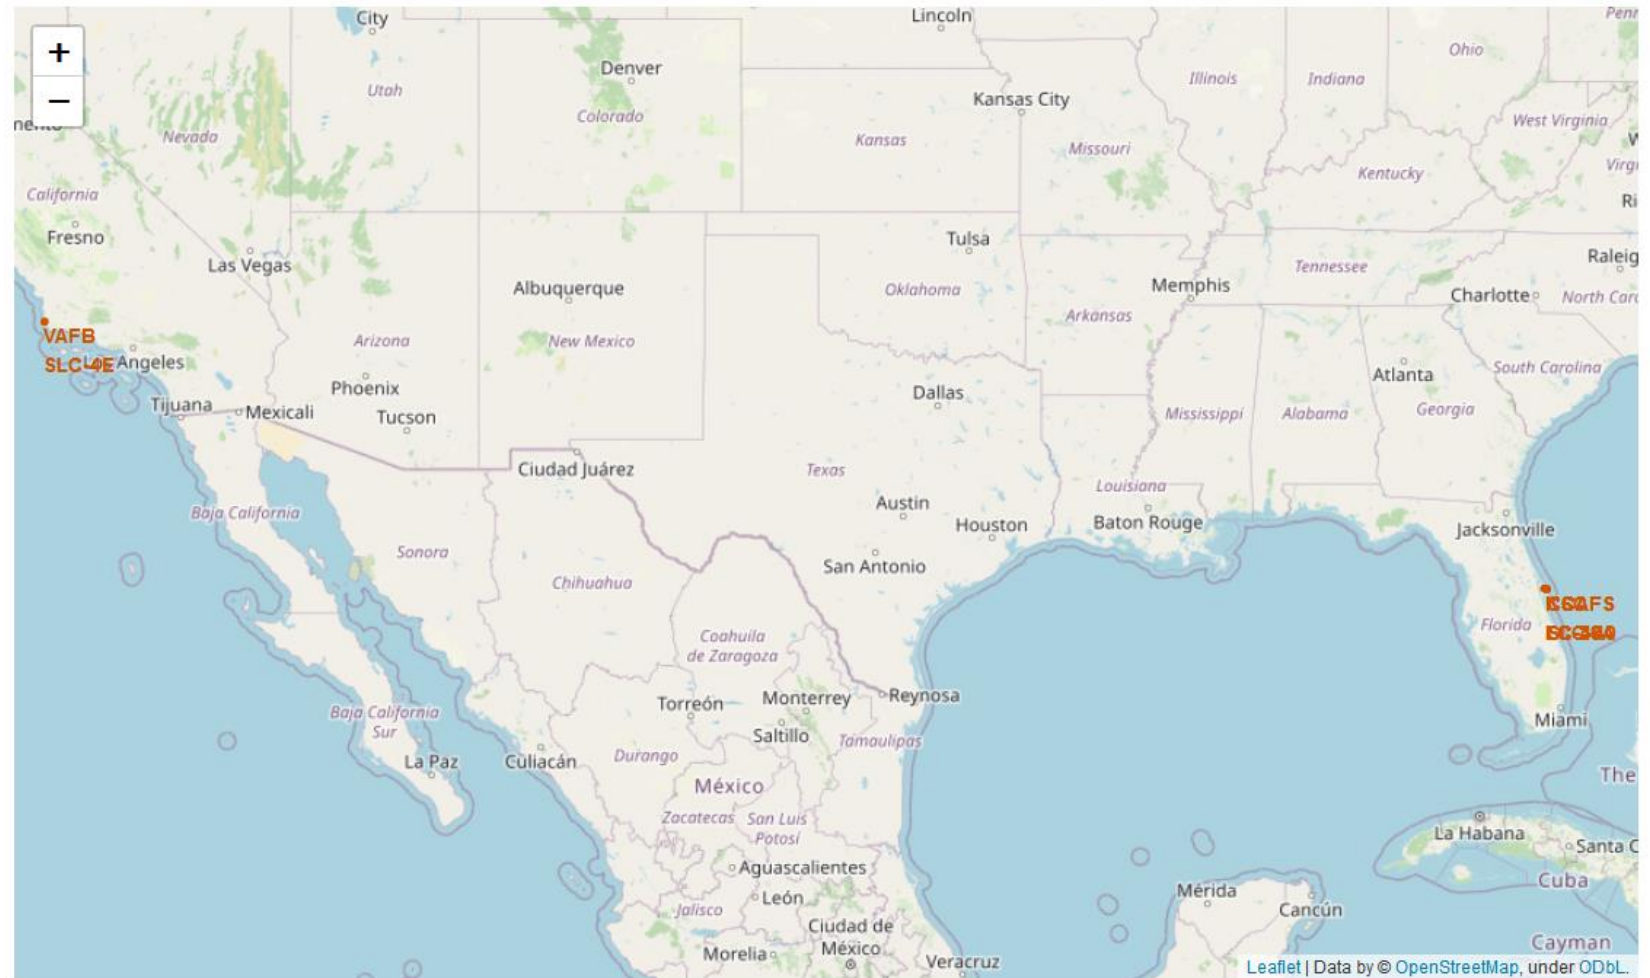 +
−
City
Lincoln
Denver
Utah
Colorado
Nevada
Kansas City
Kansas
Missouri
Illinois
Indiana
Ohio
West Virginia
Kentucky
California
Fresno
Las Vegas
Tulsa
Albuquerque
Oklahoma
Memphis
Tennessee
Charlotte
Arkansas
VAFB
SLC-4E
Angeles
Arizona
New Mexico
Phoenix
Dallas
Atlanta
South Carolina
Tijuana
Mexicali
Tucson
Mississippi
Alabama
Georgia
Ciudad Juárez
Texas
Louisiana
Austin
Houston
Baton Rouge
Jacksonville
Baja California
Sonora
San Antonio
Chihuahua
Florida
Coahuila
de Zaragoza
Reynosa
Torreón
Monterrey
Saltillo
Tamaulipas
Miami
Baja California
Sur
La Paz
Culiacán
Durango
México
The
Zacatecas
San Luis
Potosí
La Habana
Aguascalientes
Cuba
León
Mérida
Cancún
Jalisco
Ciudad de
México
Morelia
Veracruz
Cayman
Leaflet | Data by © OpenStreetMap, under ODbL.